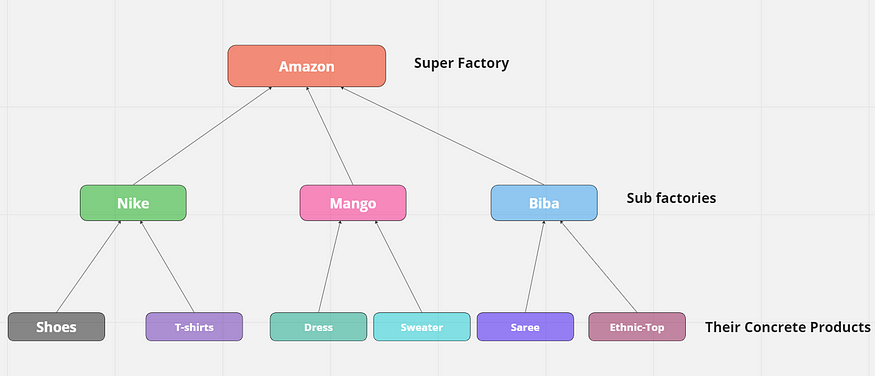 Amazon
Super Factory
Nike
Mango
Biba
Sub factories
Shoes
T-shirts
Dress
Sweater
Saree
Ethnic-Top
Their Concrete Products